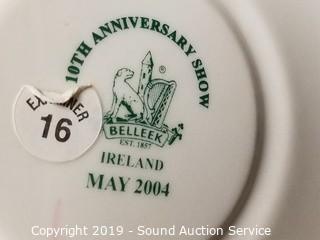 10TH ANNIVERSARY SHOW
®
BELLEEK
EST. 1857
IRELAND
MAY 2004
EXAMINER
16
Copyright 2019 - Sound Auction Service